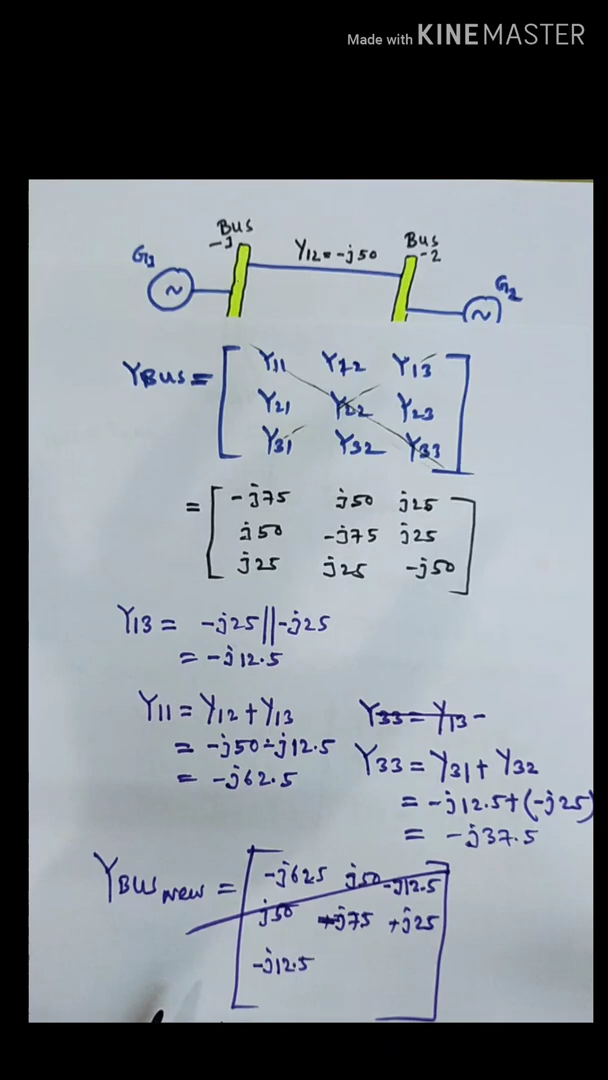 Made with KINEMASTER
Bus
-1
Y12 = -j50
Bus
-2
G1
~
G2
~
YBUS = [ Y11 Y12 Y13
Y21 Y22 Y23
Y31 Y32 Y33 ]
= [ -j75 j50 j25
j50 -j75 j25
j25 j25 -j50 ]
Y13 = -j25 || -j25
= -j12.5
Y11 = Y12 + Y13
= -j50 - j12.5
= -j62.5
Y33 = Y13 -
Y33 = Y31 + Y32
= -j12.5 + (-j25)
= -j37.5
YBUS New = [ -j625 j50 -j12.5
j50 -j75 +j25
-j12.5 ]